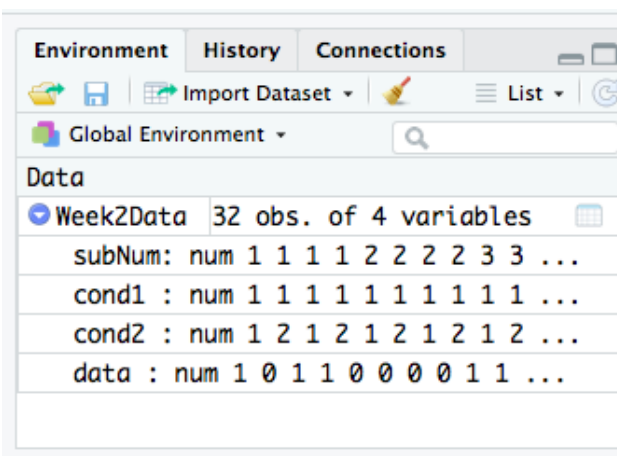 Environment History Connections
Import Dataset List
Global Environment
Data
Week2Data 32 obs. of 4 variables
subNum: num 1 1 1 1 2 2 2 2 3 3 ...
cond1 : num 1 1 1 1 1 1 1 1 1 1 ...
cond2 : num 1 2 1 2 1 2 1 2 1 2 ...
data : num 1 0 1 1 0 0 0 0 1 1 ...